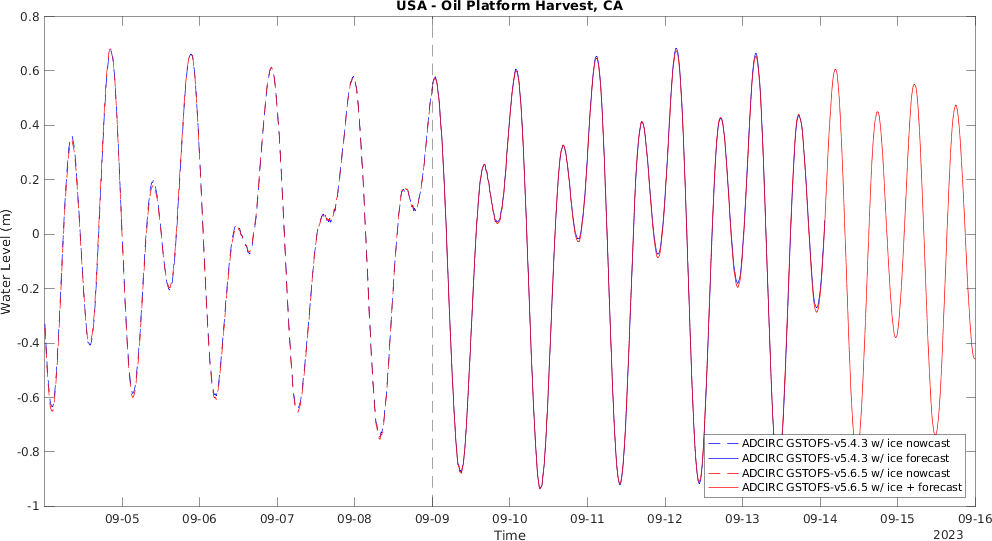 USA - Oil Platform Harvest, CA
0.8
0.6
0.4
0.2
0
-0.2
-0.4
-0.6
-0.8
-1
Water Level (m)
ADCIRC GSTOFS-v5.4.3 w/ ice nowcast
ADCIRC GSTOFS-v5.4.3 w/ ice forecast
ADCIRC GSTOFS-v5.6.5 w/ ice nowcast
ADCIRC GSTOFS-v5.6.5 w/ ice + forecast
09-05 09-06 09-07 09-08 09-09 09-10 09-11 09-12 09-13 09-14 09-15 09-16
Time
2023